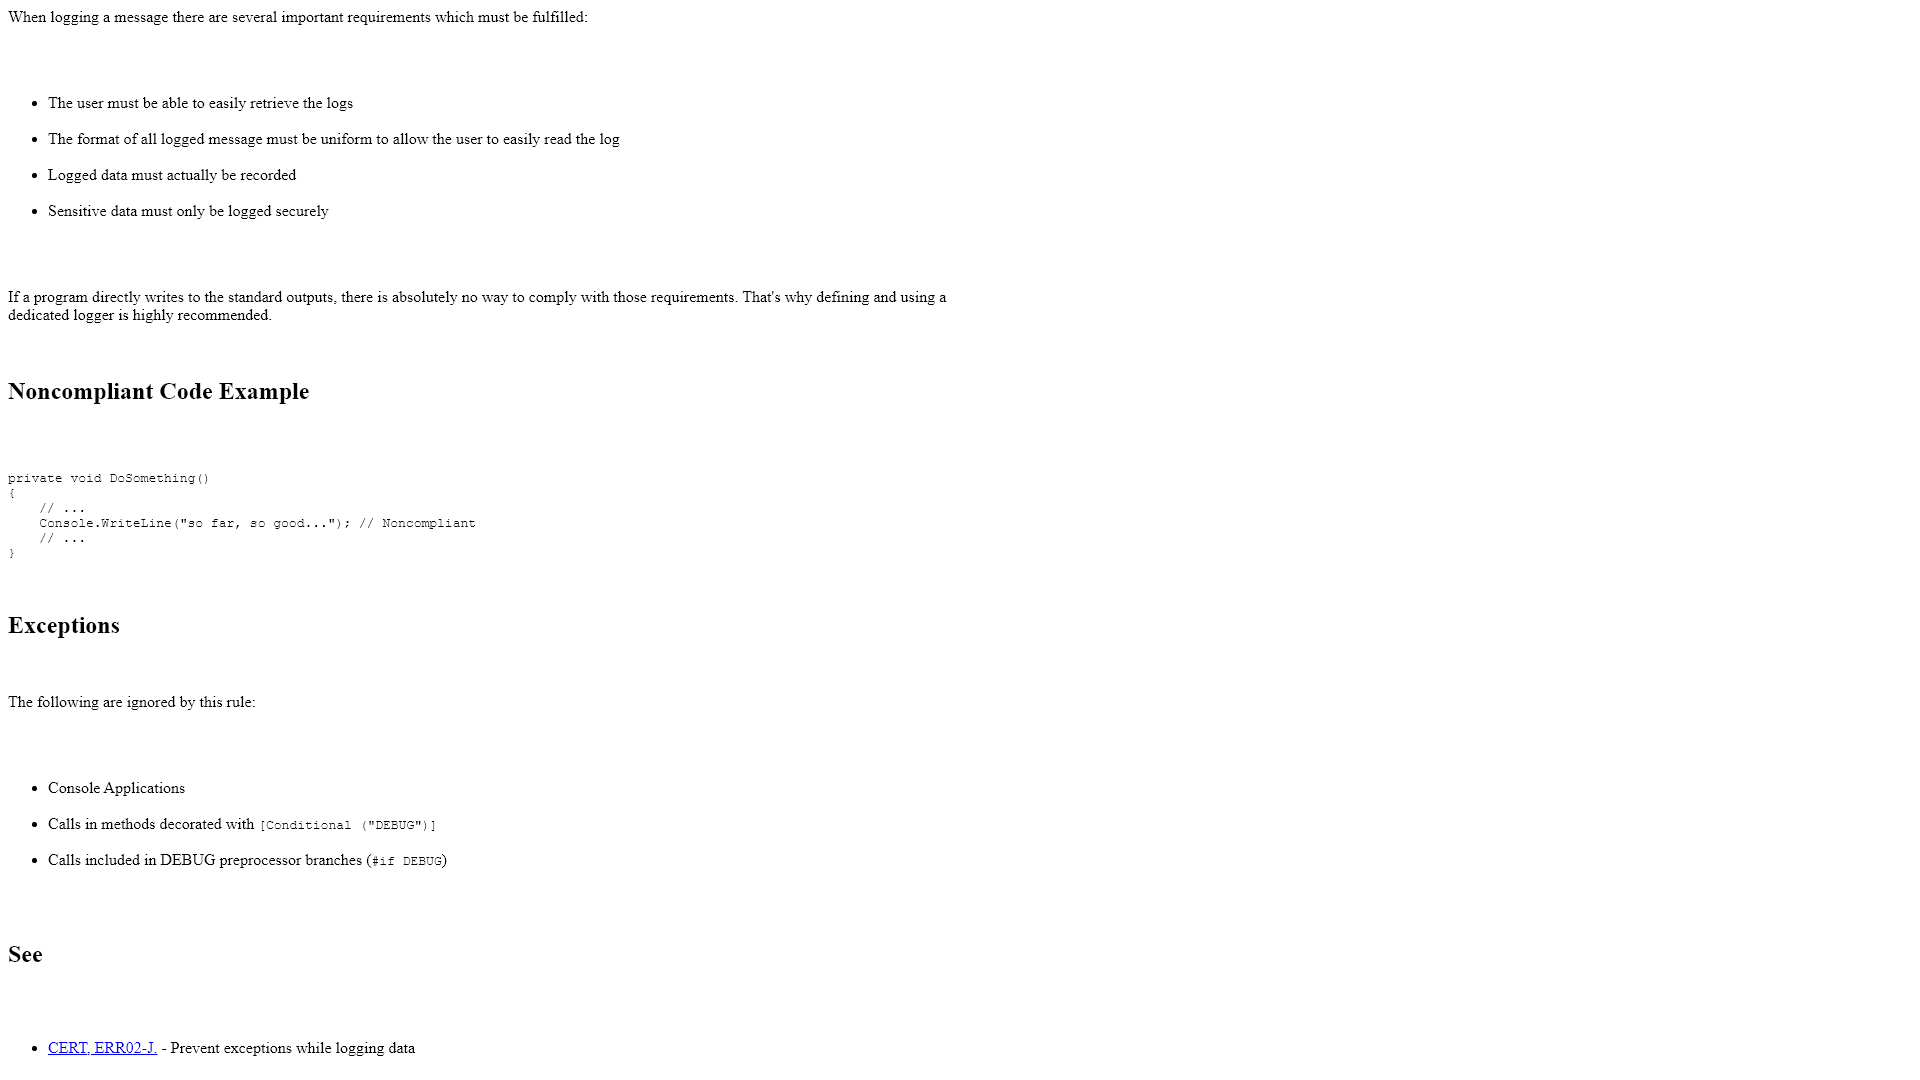 When logging a message there are several important requirements which must be fulfilled:
The user must be able to easily retrieve the logs
The format of all logged message must be uniform to allow the user to easily read the log
Logged data must actually be recorded
Sensitive data must only be logged securely
If a program directly writes to the standard outputs, there is absolutely no way to comply with those requirements. That's why defining and using a
dedicated logger is highly recommended.
Noncompliant Code Example
private void DoSomething()
{
    // ...
    Console.WriteLine("so far, so good..."); // Noncompliant
    // ...
}
Exceptions
The following are ignored by this rule:
Console Applications
Calls in methods decorated with [Conditional ("DEBUG")]
Calls included in DEBUG preprocessor branches (#if DEBUG)
See
CERT, ERR02-J. - Prevent exceptions while logging data